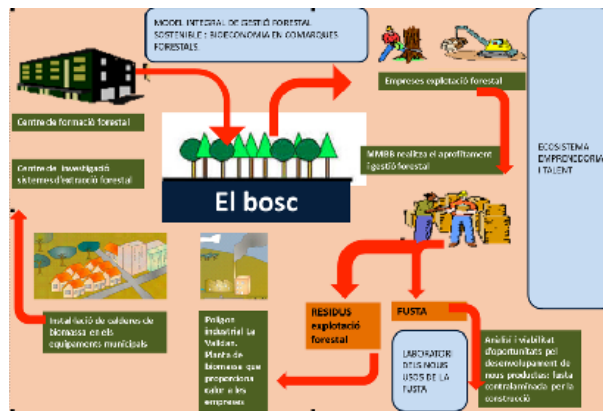 MODEL INTEGRAL DE GESTIÓ FORESTAL
SOSTENIBLE : BIOECONOMIA EN COMARQUES
FORESTALS.
Empreses explotació forestal
Centre de formació forestal
Centre de investigació
sistemes d'extracció forestal
El bosc
MMBB realitza el aprofitament
i gestió forestal
ECOSISTEMA
EMPRENEDORIA
I TALENT
Instal·lació de calderes de
biomassa en els
equipaments municipals
Polígon
industrial La
Valldan.
Planta de
biomassa que
proporciona
calor a les
empreses
RESIDUS
explotació
forestal
FUSTA
LABORATORI
DELS NOUS
USOS DE LA
FUSTA
Anàlisi i viabilitat
d'oportunitats pel
desenvolupament de
nous productes: fusta
contralaminada per la
construcció